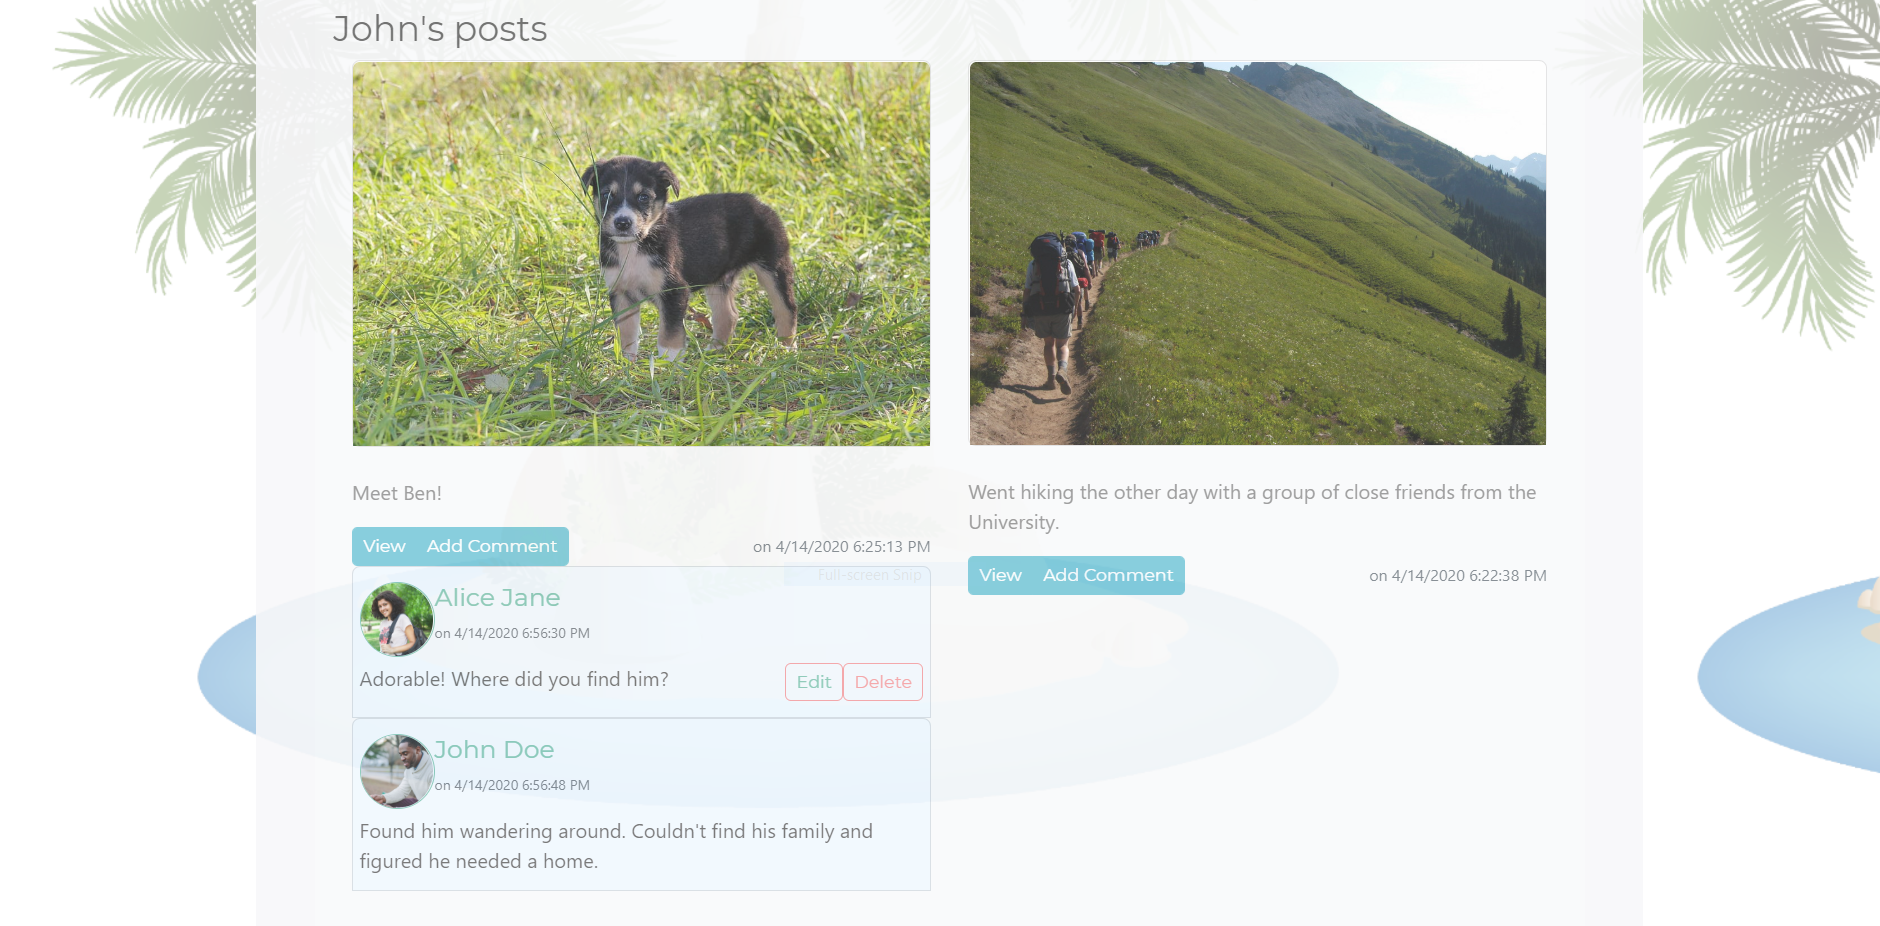 John's posts
Meet Ben!
View Add Comment
on 4/14/2020 6:25:13 PM
Full-screen Snip
Alice Jane
on 4/14/2020 6:56:30 PM
Adorable! Where did you find him?
Edit Delete
John Doe
on 4/14/2020 6:56:48 PM
Found him wandering around. Couldn't find his family and
figured he needed a home.
Went hiking the other day with a group of close friends from the
University.
View Add Comment
on 4/14/2020 6:22:38 PM